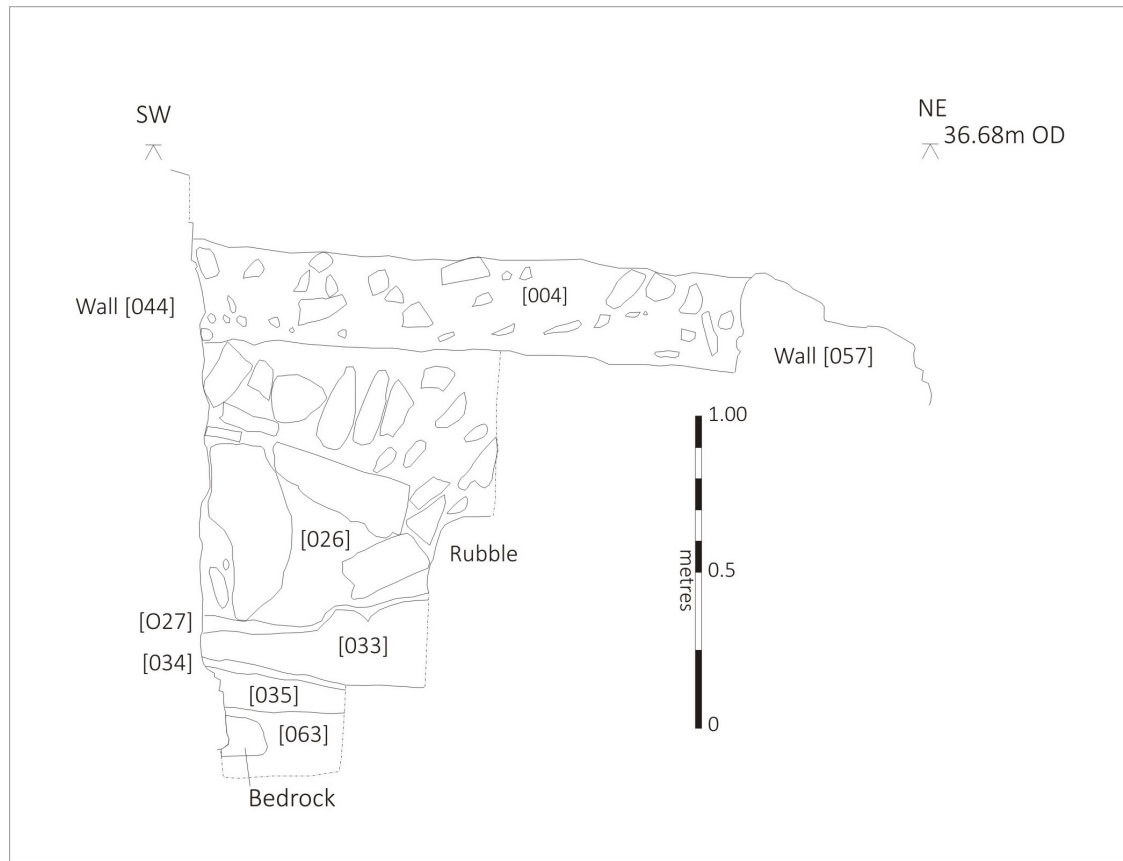 SW
NE
36.68m OD
[004]
Wall [044]
Wall [057]
1.00
[026]
Rubble
0.5
metres
[O27]
[033]
[034]
[035]
0
[063]
Bedrock